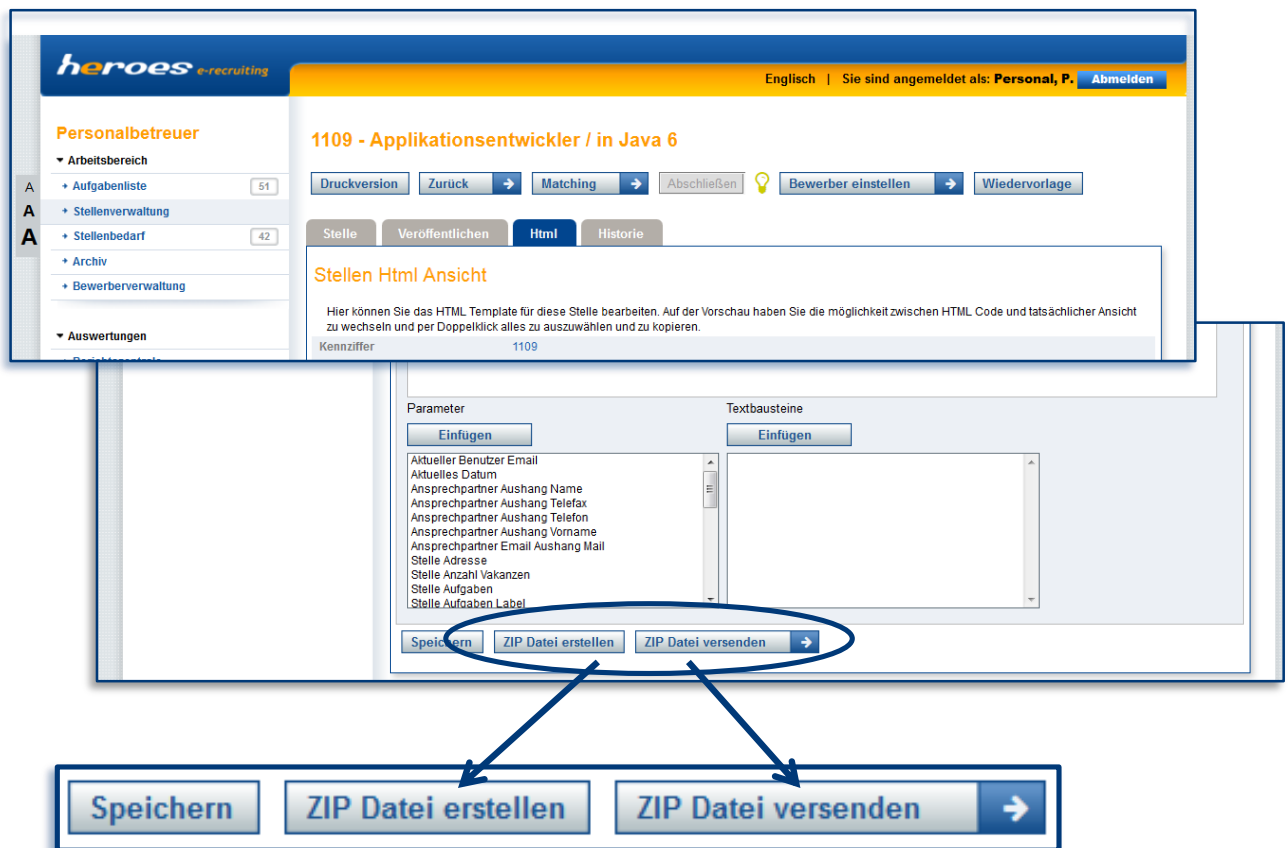 heroes e-recruiting
Englisch | Sie sind angemeldet als: Personal, P. Abmelden
Personalbetreuer
Arbeitsbereich
A
Aufgabenliste 51
A
Stellenverwaltung
A
Stellenbedarf 42
Archiv
Bewerberverwaltung
Auswertungen
1109 - Applikationsentwickler / in Java 6
Druckversion Zurück Matching Abschließen Bewerber einstellen Wiedervorlage
Stelle Veröffentlichen Html Historie
Stellen Html Ansicht
Hier können Sie das HTML Template für diese Stelle bearbeiten. Auf der Vorschau haben Sie die möglichkeit zwischen HTML Code und tatsächlicher Ansicht
zu wechseln und per Doppelklick alles zu auszuwählen und zu kopieren.
Kennziffer 1109
Parameter Textbausteine
Einfügen Einfügen
Aktueller Benutzer Email
Aktuelles Datum
Ansprechpartner Aushang Name
Ansprechpartner Aushang Telefax
Ansprechpartner Aushang Telefon
Ansprechpartner Aushang Vorname
Ansprechpartner Email Aushang Mail
Stelle Adresse
Stelle Anzahl Vakanzen
Stelle Aufgaben
Stelle Aufgaben Label
Speichern ZIP Datei erstellen ZIP Datei versenden
Speichern ZIP Datei erstellen ZIP Datei versenden